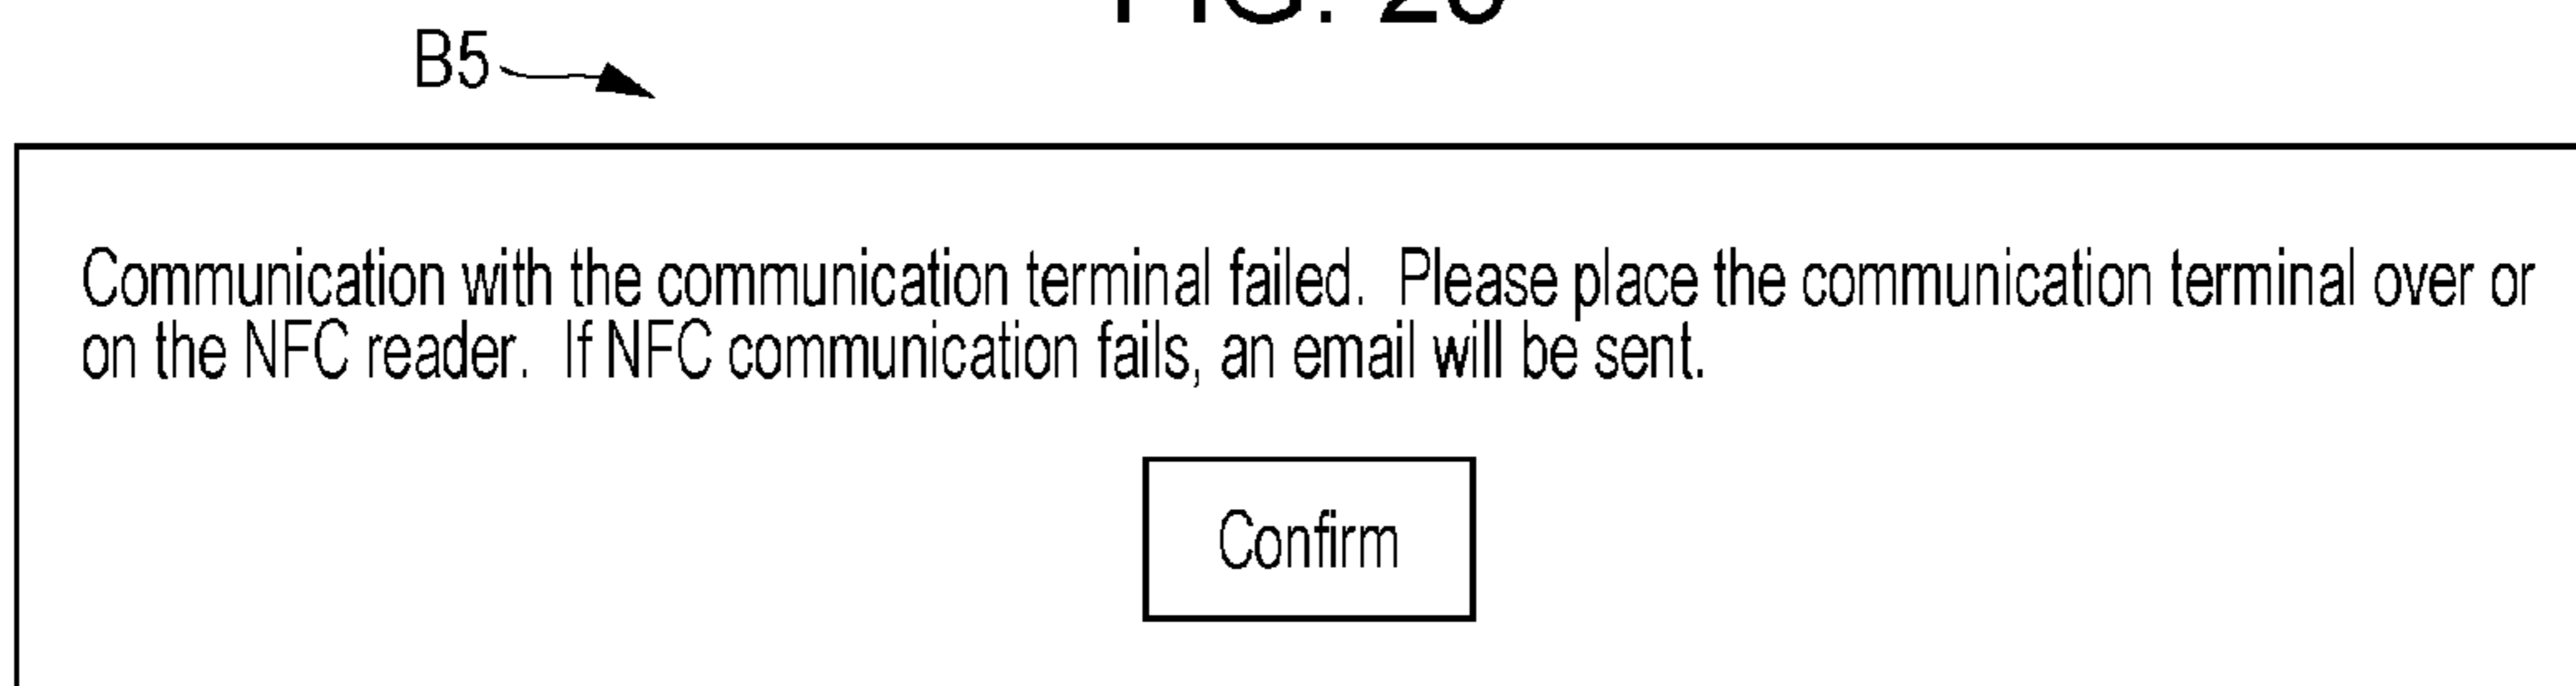 FIG.
B5
Communication with the communication terminal failed. Please place the communication terminal over or
on the NFC reader. If NFC communication fails, an email will be sent.
Confirm